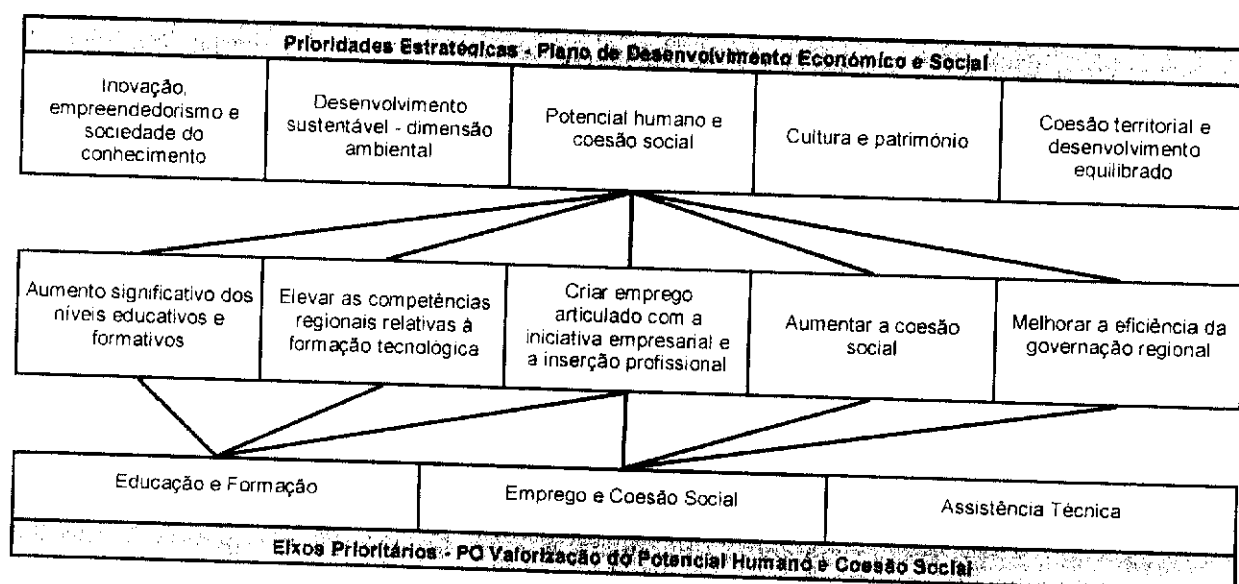 Prioridades Estratégicas - Plano de Desenvolvimento Económico e Social
Inovação,
empreendedorismo e
sociedade do
conhecimento
Desenvolvimento
sustentável - dimensão
ambiental
Potencial humano e
coesão social
Cultura e património
Coesão territorial e
desenvolvimento
equilibrado
Aumento significativo dos
níveis educativos e
formativos
Elevar as competências
regionais relativas à
formação tecnológica
Criar emprego
articulado com a
iniciativa empresarial e
a inserção profissional
Aumentar a coesão
social
Melhorar a eficiência da
governação regional
Educação e Formação
Emprego e Coesão Social
Assistência Técnica
Eixos Prioritários - PO Valorização do Potencial Humano e Coesão Social